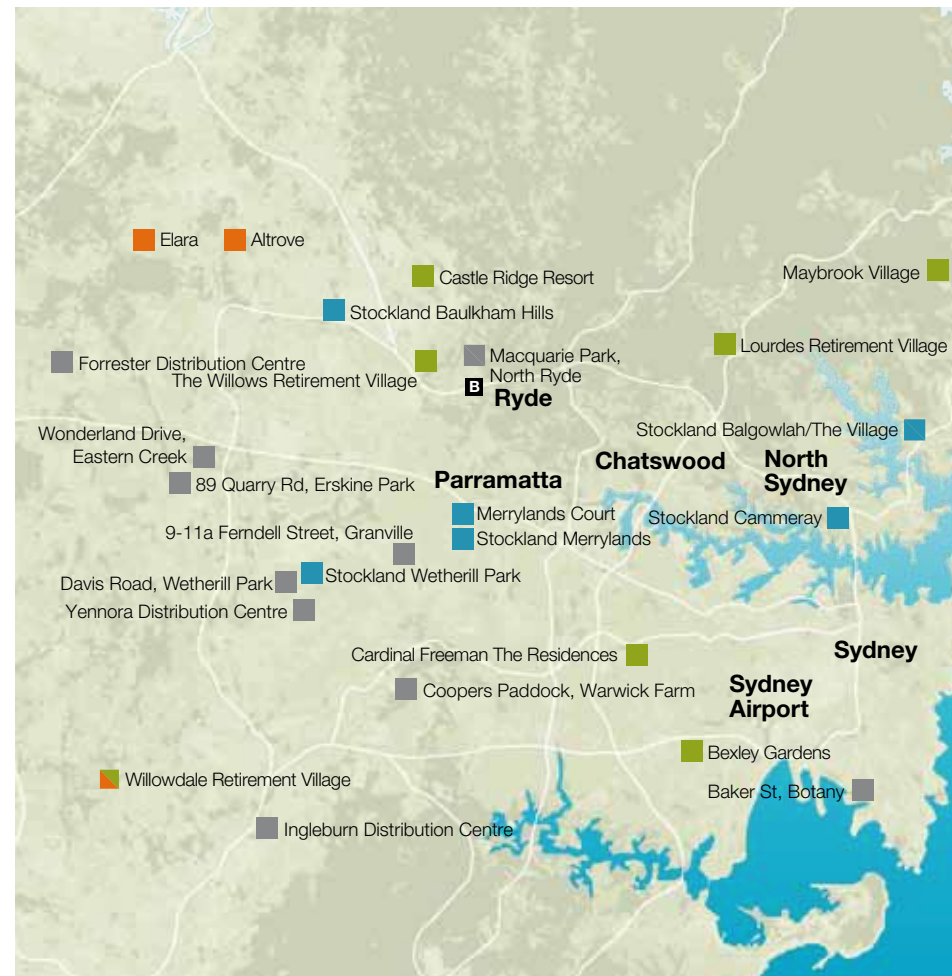 Elara
Altrove
Castle Ridge Resort
Maybrook Village
Stockland Baulkham Hills
Lourdes Retirement Village
Forrester Distribution Centre
Macquarie Park,
North Ryde
The Willows Retirement Village
B
Ryde
Stockland Balgowlah/The Village
Wonderland Drive,
Eastern Creek
Chatswood
North
Sydney
89 Quarry Rd, Erskine Park
Parramatta
Merrylands Court
Stockland Cammeray
9-11a Ferndell Street, Granville
Stockland Merrylands
Stockland Wetherill Park
Davis Road, Wetherill Park
Yennora Distribution Centre
Cardinal Freeman The Residences
Sydney
Coopers Paddock, Warwick Farm
Sydney
Airport
Bexley Gardens
Willowdale Retirement Village
Baker St, Botany
Ingleburn Distribution Centre